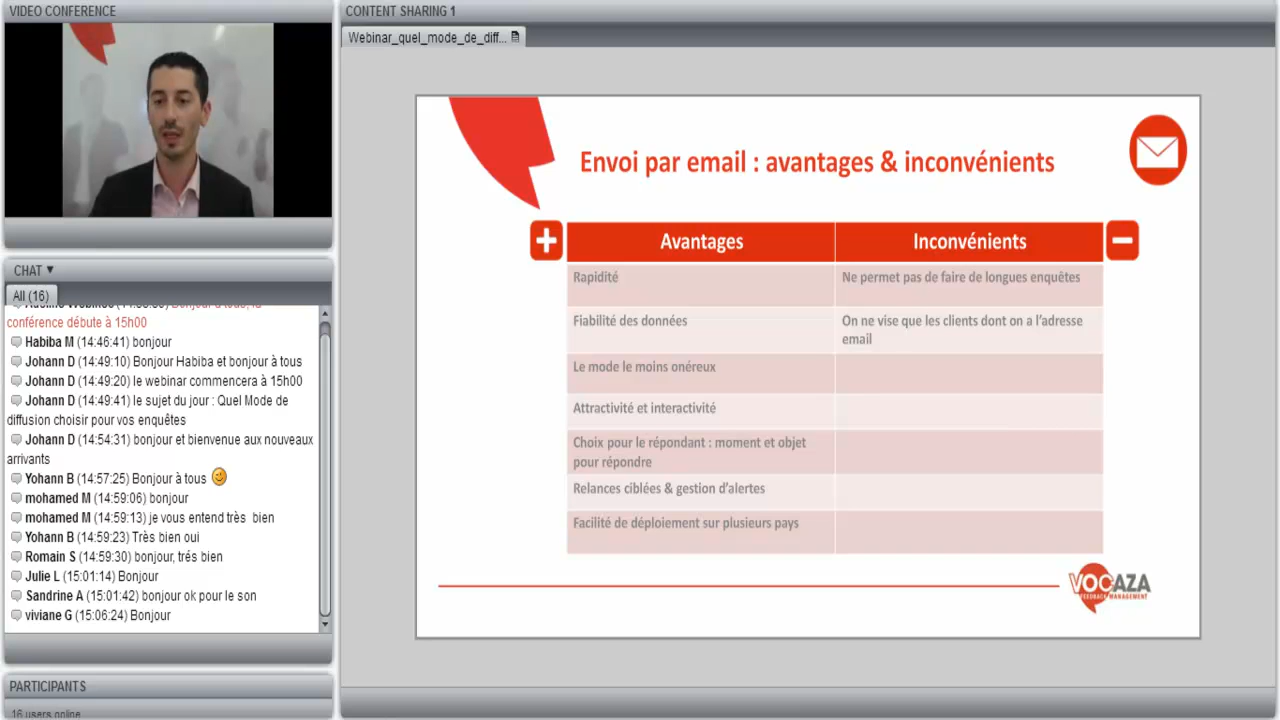 VIDEO CONFERENCE
CHAT
All (16)
conférence débute à 15h00
Habiba M (14:46:41) bonjour
Johann D (14:49:10) Bonjour Habiba et bonjour à tous
Johann D (14:49:20) le webinar commencera à 15h00
Johann D (14:49:41) le sujet du jour : Quel Mode de
diffusion choisir pour vos enquêtes
Johann D (14:54:31) bonjour et bienvenue aux nouveaux
arrivants
Yohann B (14:57:25) Bonjour à tous
mohamed M (14:59:06) bonjour
mohamed M (14:59:13) je vous entend très bien
Yohann B (14:59:23) Très bien oui
Romain S (14:59:30) bonjour, trés bien
Julie L (15:01:14) Bonjour
Sandrine A (15:01:42) bonjour ok pour le son
viviane G (15:06:24) Bonjour
PARTICIPANTS
16 users online
CONTENT SHARING 1
Webinar_quel_mode_de_diff...
Envoi par email : avantages & inconvénients
Avantages
Inconvénients
Rapidité
Ne permet pas de faire de longues enquêtes
Fiabilité des données
On ne vise que les clients dont on a l'adresse
email
Le mode le moins onéreux
Attractivité et interactivité
Choix pour le répondant : moment et objet
pour répondre
Relances ciblées & gestion d'alertes
Facilité de déploiement sur plusieurs pays
VOCAZA
FEEDBACK MANAGEMENT